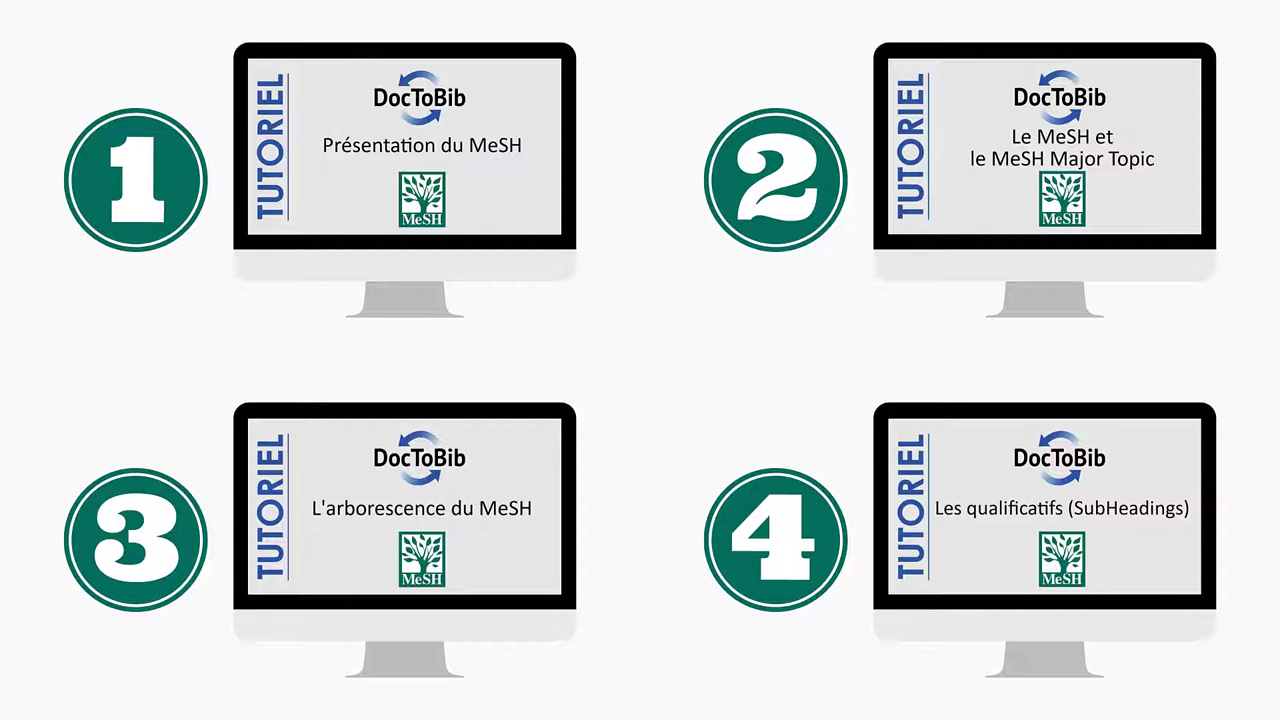 1
TUTORIEL
DocToBib
Présentation du MeSH
MeSH
2
TUTORIEL
DocToBib
Le MeSH et
le MeSH Major Topic
MeSH
3
TUTORIEL
DocToBib
L'arborescence du MeSH
MeSH
4
TUTORIEL
DocToBib
Les qualificatifs (SubHeadings)
MeSH